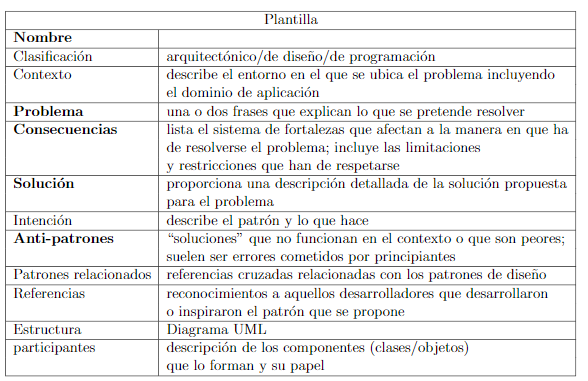 Plantilla
Nombre
Clasificación arquitectónico/de diseño/de programación
Contexto describe el entorno en el que se ubica el problema incluyendo
el dominio de aplicación
Problema una o dos frases que explican lo que se pretende resolver
Consecuencias lista el sistema de fortalezas que afectan a la manera en que ha
de resolverse el problema; incluye las limitaciones
y restricciones que han de respetarse
Solución proporciona una descripción detallada de la solución propuesta
para el problema
Intención describe el patrón y lo que hace
Anti-patrones “soluciones” que no funcionan en el contexto o que son peores;
suelen ser errores cometidos por principiantes
Patrones relacionados referencias cruzadas relacionadas con los patrones de diseño
Referencias reconocimientos a aquellos desarrolladores que desarrollaron
o inspiraron el patrón que se propone
Estructura Diagrama UML
participantes descripción de los componentes (clases/objetos)
que lo forman y su papel